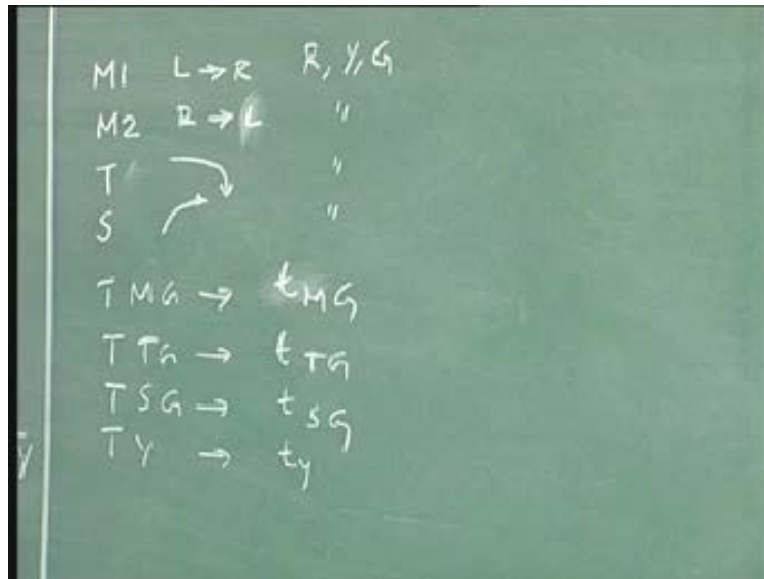 M1 L → R R, Y, G
M2 R → L "
T "
S "
TMG → tMG
TTG → tTG
TSG → tSG
TY → ty